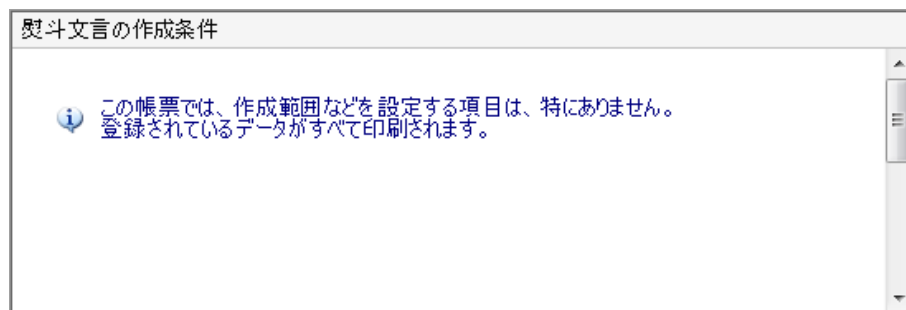 熨斗文言の作成条件
この帳票では、作成範囲などを設定する項目は、特にありません。
登録されているデータがすべて印刷されます。